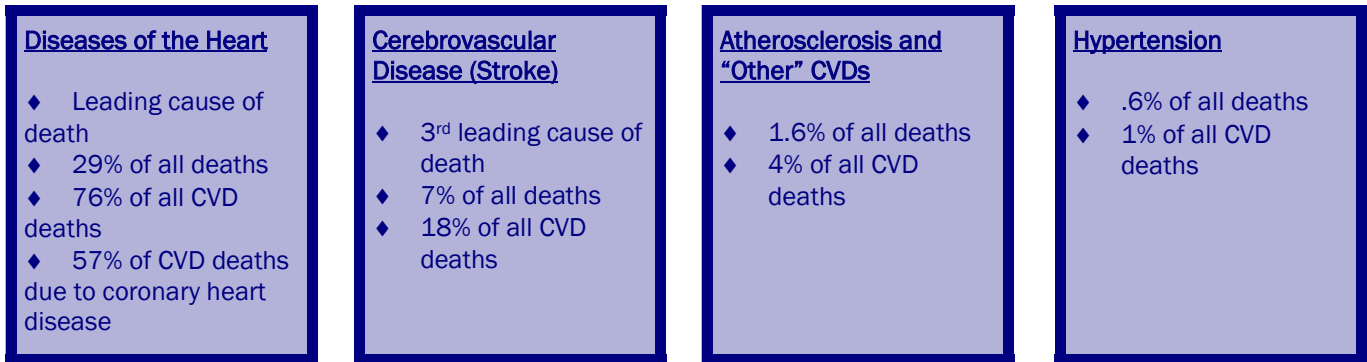 Diseases of the Heart
♦ Leading cause of
death
♦ 29% of all deaths
♦ 76% of all CVD
deaths
♦ 57% of CVD deaths
due to coronary heart
disease
Cerebrovascular
Disease (Stroke)
♦ 3rd leading cause of
death
♦ 7% of all deaths
♦ 18% of all CVD
deaths
Atherosclerosis and
“Other” CVDs
♦ 1.6% of all deaths
♦ 4% of all CVD
deaths
Hypertension
♦ .6% of all deaths
♦ 1% of all CVD
deaths